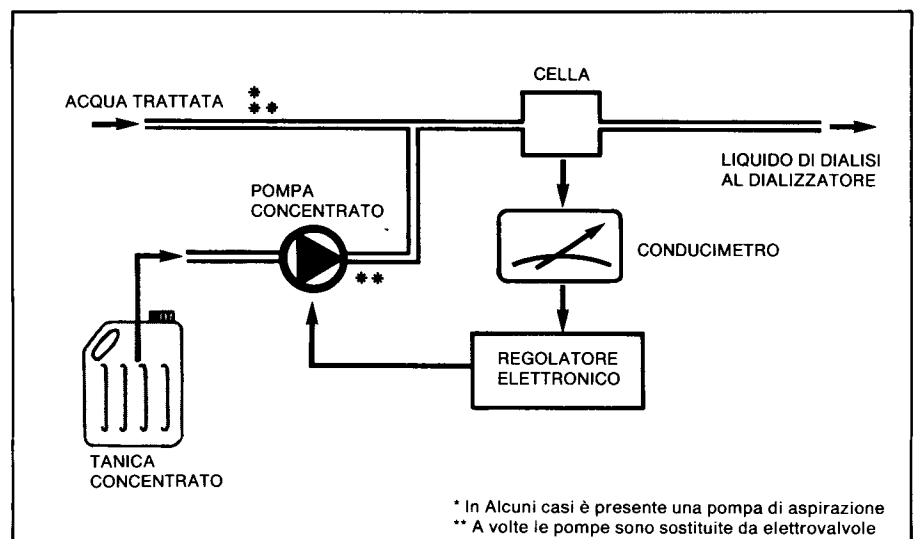 ACQUA TRATTATA
*
**
CELLA
LIQUIDO DI DIALISI
AL DIALIZZATORE
POMPA
CONCENTRATO
**
CONDUCIMETRO
REGOLATORE
ELETTRONICO
TANICA
CONCENTRATO
* In Alcuni casi è presente una pompa di aspirazione
** A volte le pompe sono sostituite da elettrovalvole